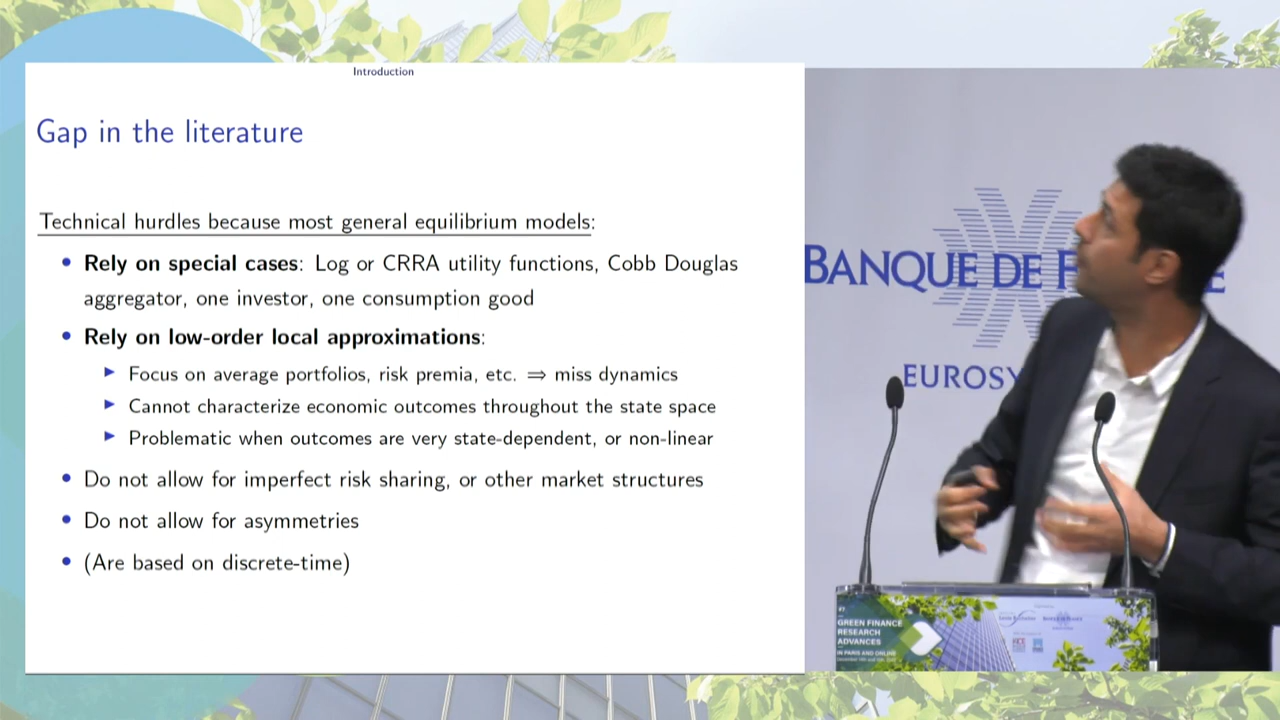 Introduction
Gap in the literature
Technical hurdles because most general equilibrium models:
• Rely on special cases: Log or CRRA utility functions, Cobb Douglas
aggregator, one investor, one consumption good
• Rely on low-order local approximations:
▶ Focus on average portfolios, risk premia, etc. ⇒ miss dynamics
▶ Cannot characterize economic outcomes throughout the state space
▶ Problematic when outcomes are very state-dependent, or non-linear
• Do not allow for imperfect risk sharing, or other market structures
• Do not allow for asymmetries
• (Are based on discrete-time)
BANQUE DE F E
EUROSY
GREEN FINANCE
RESEARCH
ADVANCES
IN PARIS AND ONLINE